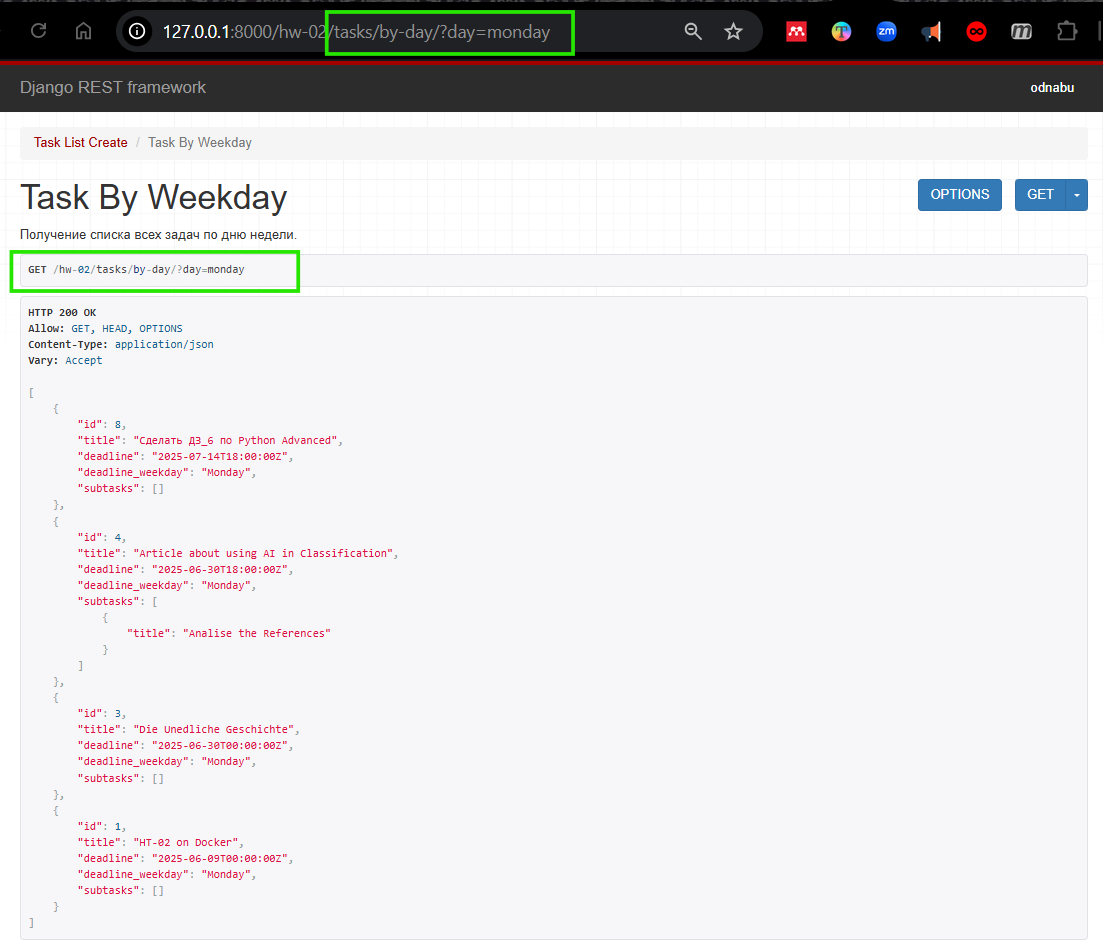 127.0.0.1:8000/hw-02/tasks/by-day/?day=monday
zm
m
Django REST framework
odnabu
Task List Create / Task By Weekday
Task By Weekday
OPTIONS
GET
Получение списка всех задач по дню недели.
GET /hw-02/tasks/by-day/?day=monday
HTTP 200 OK
Allow: GET, HEAD, OPTIONS
Content-Type: application/json
Vary: Accept
[
    {
        "id": 8,
        "title": "Сделать ДЗ_6 по Python Advanced",
        "deadline": "2025-07-14T18:00:00Z",
        "deadline_weekday": "Monday",
        "subtasks": []
    },
    {
        "id": 4,
        "title": "Article about using AI in Classification",
        "deadline": "2025-06-30T18:00:00Z",
        "deadline_weekday": "Monday",
        "subtasks": [
            {
                "title": "Analise the References"
            }
        ]
    },
    {
        "id": 3,
        "title": "Die Unedliche Geschichte",
        "deadline": "2025-06-30T00:00:00Z",
        "deadline_weekday": "Monday",
        "subtasks": []
    },
    {
        "id": 1,
        "title": "HT-02 on Docker",
        "deadline": "2025-06-09T00:00:00Z",
        "deadline_weekday": "Monday",
        "subtasks": []
    }
]